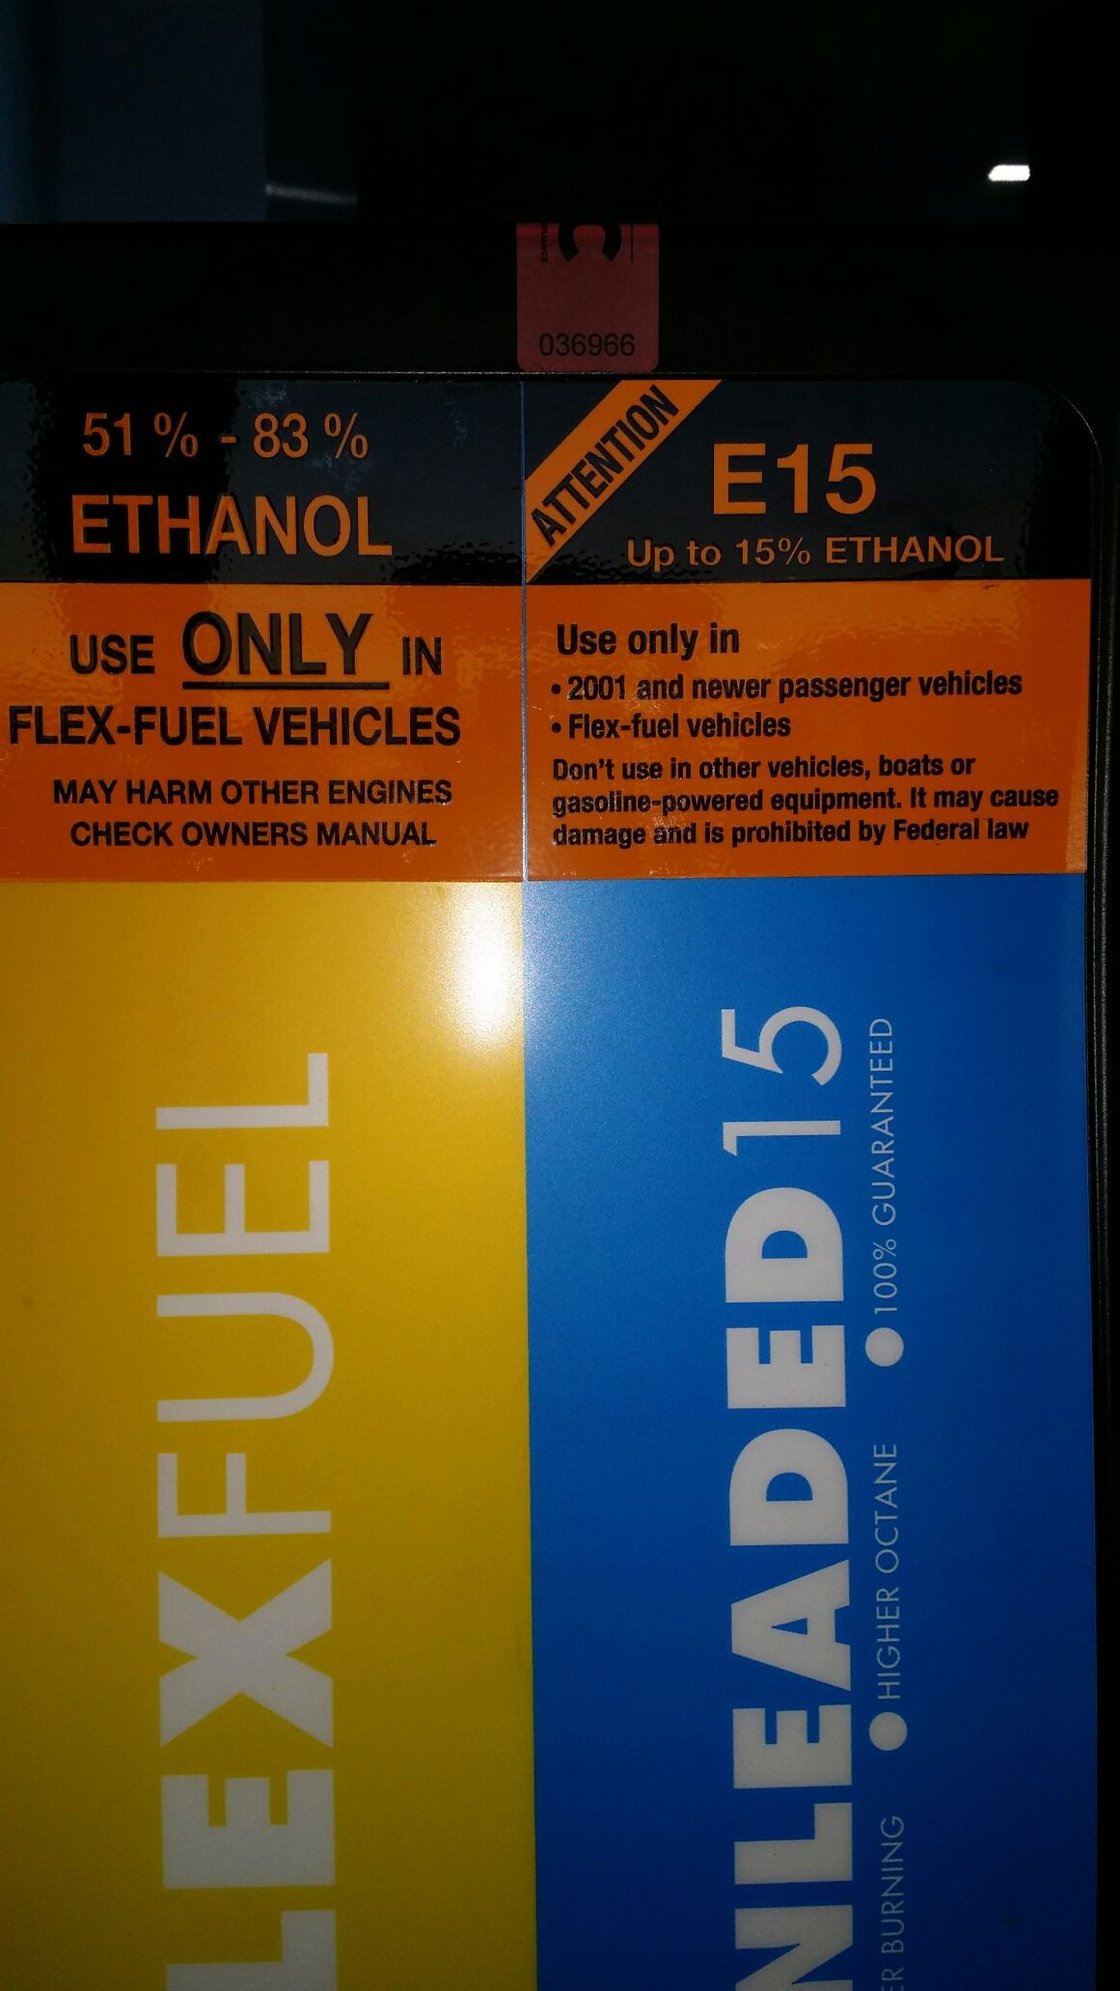 036966
51% - 83%
ETHANOL
USE ONLY IN
FLEX-FUEL VEHICLES
MAY HARM OTHER ENGINES
CHECK OWNERS MANUAL
ATTENTION
E15
Up to 15% ETHANOL
Use only in
• 2001 and newer passenger vehicles
• Flex-fuel vehicles
Don't use in other vehicles, boats or
gasoline-powered equipment. It may cause
damage and is prohibited by Federal law
LEXFUEL
NLEADED15
ER BURNING ● HIGHER OCTANE ● 100% GUARANTEED